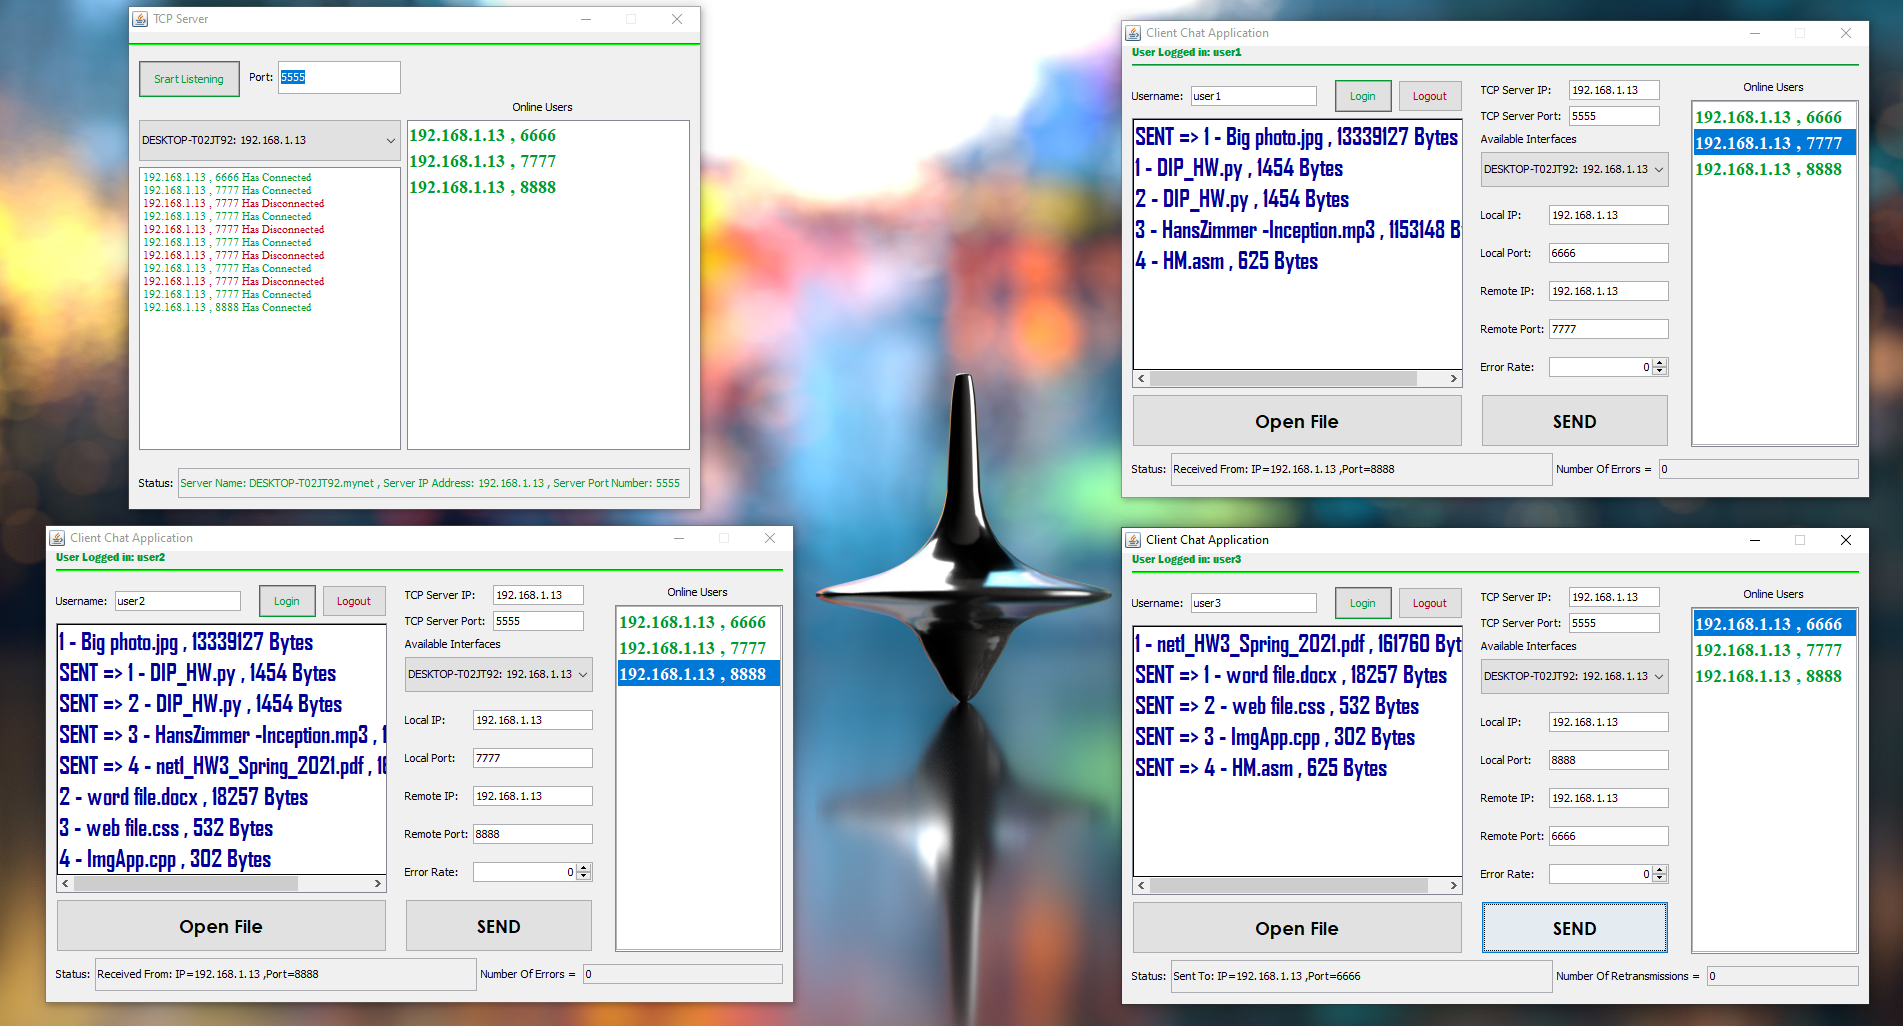 TCP Server
Srart Listening
Port:
5555
Online Users
DESKTOP-T02JT92: 192.168.1.13
192.168.1.13 , 6666
192.168.1.13 , 7777
192.168.1.13 , 8888
192.168.1.13 , 6666 Has Connected
192.168.1.13 , 7777 Has Connected
192.168.1.13 , 7777 Has Disconnected
192.168.1.13 , 7777 Has Connected
192.168.1.13 , 7777 Has Disconnected
192.168.1.13 , 7777 Has Connected
192.168.1.13 , 7777 Has Disconnected
192.168.1.13 , 7777 Has Connected
192.168.1.13 , 7777 Has Disconnected
192.168.1.13 , 7777 Has Connected
192.168.1.13 , 8888 Has Connected
Status:
Server Name: DESKTOP-T02JT92.mynet , Server IP Address: 192.168.1.13 , Server Port Number: 5555
Client Chat Application
User Logged in: user1
Username:
user1
Login
Logout
SENT => 1 - Big photo.jpg , 13339127 Bytes
1 - DIP_HW.py , 1454 Bytes
2 - DIP_HW.py , 1454 Bytes
3 - HansZimmer -Inception.mp3 , 1153148 B
4 - HM.asm , 625 Bytes
Open File
TCP Server IP:
192.168.1.13
TCP Server Port:
5555
Available Interfaces
DESKTOP-T02JT92: 192.168.1.13
Local IP:
192.168.1.13
Local Port:
6666
Remote IP:
192.168.1.13
Remote Port:
7777
Error Rate:
0
SEND
Online Users
192.168.1.13 , 6666
192.168.1.13 , 7777
192.168.1.13 , 8888
Status:
Received From: IP=192.168.1.13 ,Port=8888
Number Of Errors =
0
Client Chat Application
User Logged in: user2
Username:
user2
Login
Logout
1 - Big photo.jpg , 13339127 Bytes
SENT => 1 - DIP_HW.py , 1454 Bytes
SENT => 2 - DIP_HW.py , 1454 Bytes
SENT => 3 - HansZimmer -Inception.mp3 , 1
SENT => 4 - net1_HW3_Spring_2021.pdf , 16
2 - word file.docx , 18257 Bytes
3 - web file.css , 532 Bytes
4 - ImgApp.cpp , 302 Bytes
Open File
TCP Server IP:
192.168.1.13
TCP Server Port:
5555
Available Interfaces
DESKTOP-T02JT92: 192.168.1.13
Local IP:
192.168.1.13
Local Port:
7777
Remote IP:
192.168.1.13
Remote Port:
8888
Error Rate:
0
SEND
Online Users
192.168.1.13 , 6666
192.168.1.13 , 7777
192.168.1.13 , 8888
Status:
Received From: IP=192.168.1.13 ,Port=8888
Number Of Errors =
0
Client Chat Application
User Logged in: user3
Username:
user3
Login
Logout
1 - net1_HW3_Spring_2021.pdf , 161760 Byt
SENT => 1 - word file.docx , 18257 Bytes
SENT => 2 - web file.css , 532 Bytes
SENT => 3 - ImgApp.cpp , 302 Bytes
SENT => 4 - HM.asm , 625 Bytes
Open File
TCP Server IP:
192.168.1.13
TCP Server Port:
5555
Available Interfaces
DESKTOP-T02JT92: 192.168.1.13
Local IP:
192.168.1.13
Local Port:
8888
Remote IP:
192.168.1.13
Remote Port:
6666
Error Rate:
0
SEND
Online Users
192.168.1.13 , 6666
192.168.1.13 , 7777
192.168.1.13 , 8888
Status:
Sent To: IP=192.168.1.13 ,Port=6666
Number Of Retransmissions =
0